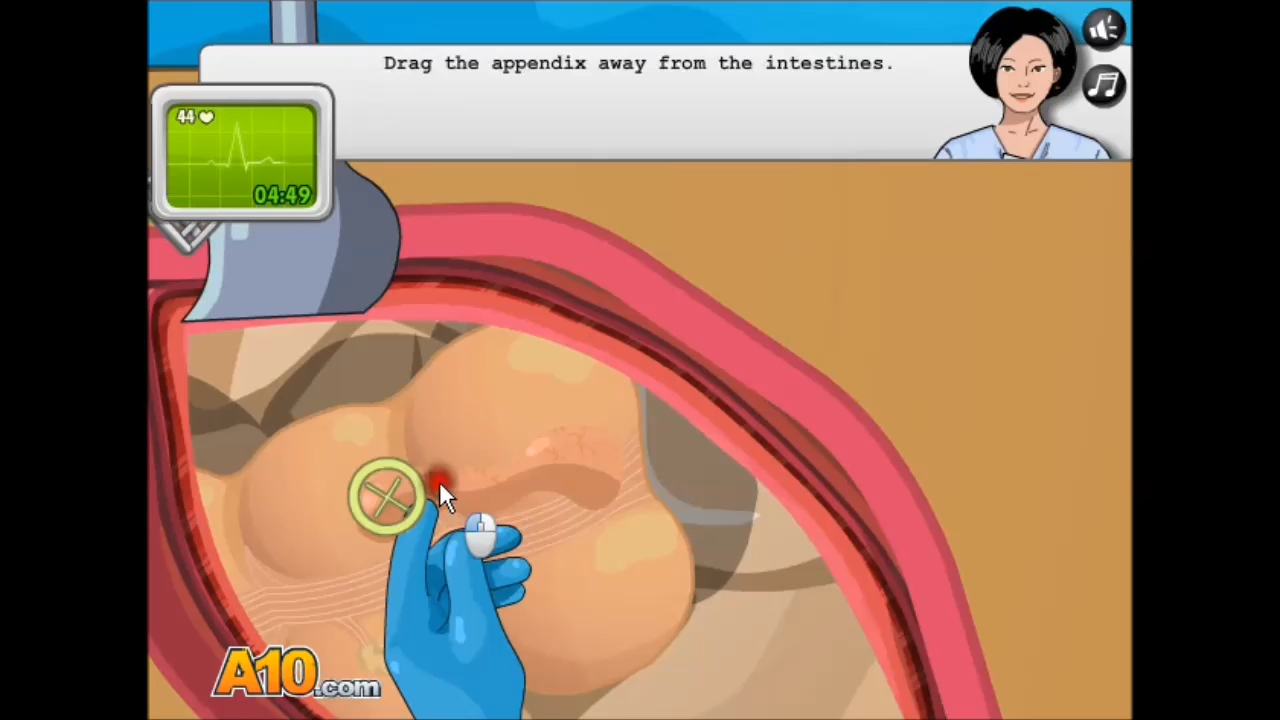 Drag the appendix away from the intestines.
44
04:49
A10.com